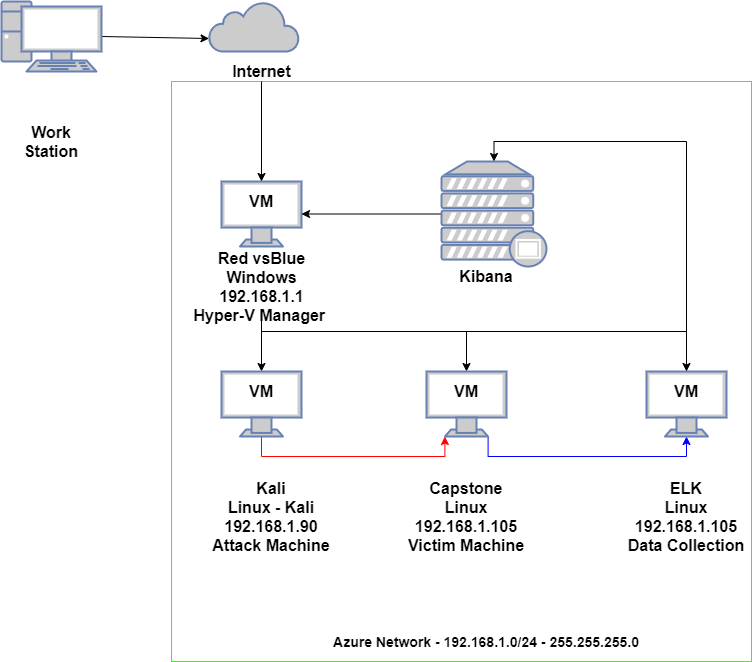 Internet
Work
Station
VM
Red vsBlue
Windows
192.168.1.1
Hyper-V Manager
Kibana
VM
VM
VM
Kali
Linux - Kali
192.168.1.90
Attack Machine
Capstone
Linux
192.168.1.105
Victim Machine
ELK
Linux
192.168.1.105
Data Collection
Azure Network - 192.168.1.0/24 - 255.255.255.0